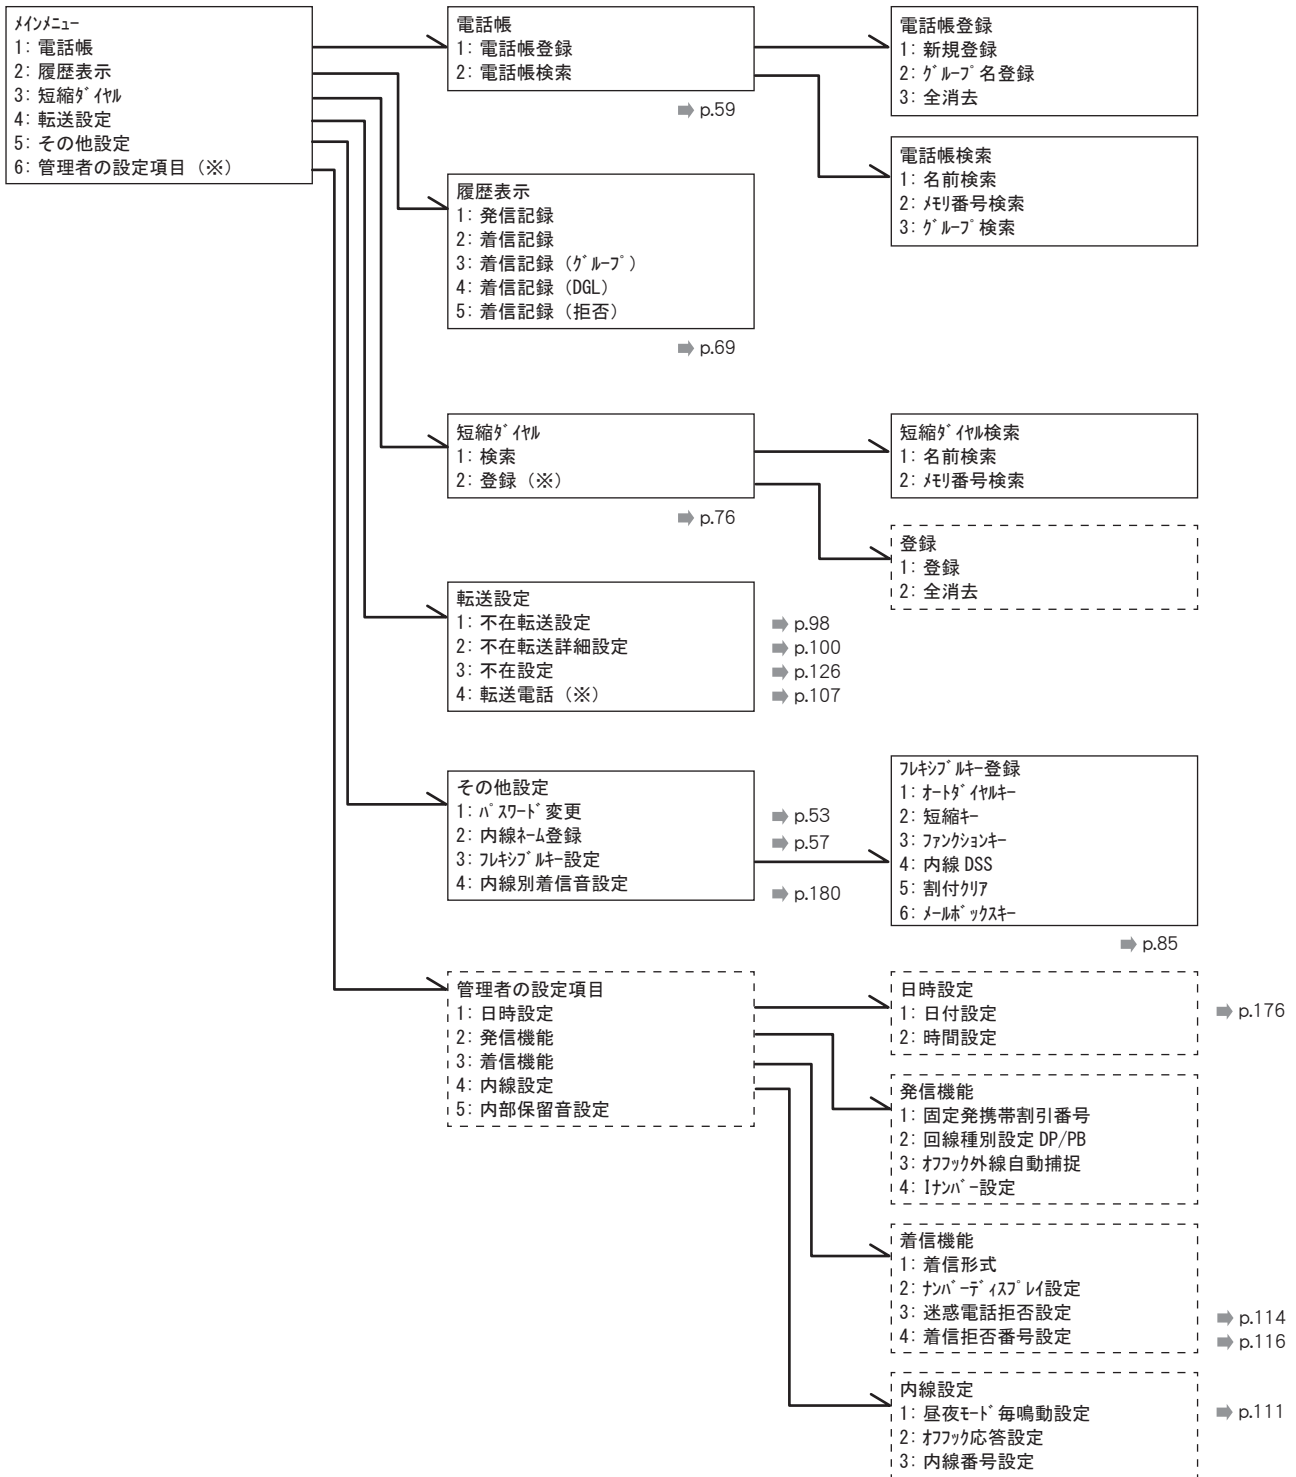 ﾒｲﾝﾒﾆｭｰ
1: 電話帳
2: 履歴表示
3: 短縮ﾀﾞｲﾔﾙ
4: 転送設定
5: その他設定
6: 管理者の設定項目（※）
電話帳
1: 電話帳登録
2: 電話帳検索
➡ p.59
電話帳登録
1: 新規登録
2: ｸﾞﾙｰﾌﾟ名登録
3: 全消去
電話帳検索
1: 名前検索
2: ﾒﾓﾘ番号検索
3: ｸﾞﾙｰﾌﾟ検索
履歴表示
1: 発信記録
2: 着信記録
3: 着信記録（ｸﾞﾙｰﾌﾟ）
4: 着信記録（DGL）
5: 着信記録（拒否）
➡ p.69
短縮ﾀﾞｲﾔﾙ
1: 検索
2: 登録（※）
➡ p.76
短縮ﾀﾞｲﾔﾙ検索
1: 名前検索
2: ﾒﾓﾘ番号検索
登録
1: 登録
2: 全消去
転送設定
1: 不在転送設定 ➡ p.98
2: 不在転送詳細設定 ➡ p.100
3: 不在設定 ➡ p.126
4: 転送電話（※） ➡ p.107
その他設定
1: ﾊﾟｽﾜｰﾄﾞ変更 ➡ p.53
2: 内線ﾈｰﾑ登録 ➡ p.57
3: ﾌﾚｷｼﾌﾞﾙｷｰ設定
4: 内線別着信音設定 ➡ p.180
ﾌﾚｷｼﾌﾞﾙｷｰ登録
1: ｵｰﾄﾀﾞｲﾔﾙｷｰ
2: 短縮ｷｰ
3: ﾌｧﾝｸｼｮﾝｷｰ
4: 内線 DSS
5: 割付ｸﾘｱ
6: ﾒｰﾙﾎﾞｯｸｽｷｰ
➡ p.85
管理者の設定項目
1: 日時設定
2: 発信機能
3: 着信機能
4: 内線設定
5: 内部保留音設定
日時設定
1: 日付設定 ➡ p.176
2: 時間設定
発信機能
1: 固定発携帯割引番号
2: 回線種別設定 DP/PB
3: ｵﾌﾌｯｸ外線自動捕捉
4: Iﾅﾝﾊﾞｰ設定
着信機能
1: 着信形式
2: ﾅﾝﾊﾞｰﾃﾞｨｽﾌﾟﾚｲ設定
3: 迷惑電話拒否設定 ➡ p.114
4: 着信拒否番号設定 ➡ p.116
内線設定
1: 昼夜ﾓｰﾄﾞ毎鳴動設定 ➡ p.111
2: ｵﾌﾌｯｸ応答設定
3: 内線番号設定